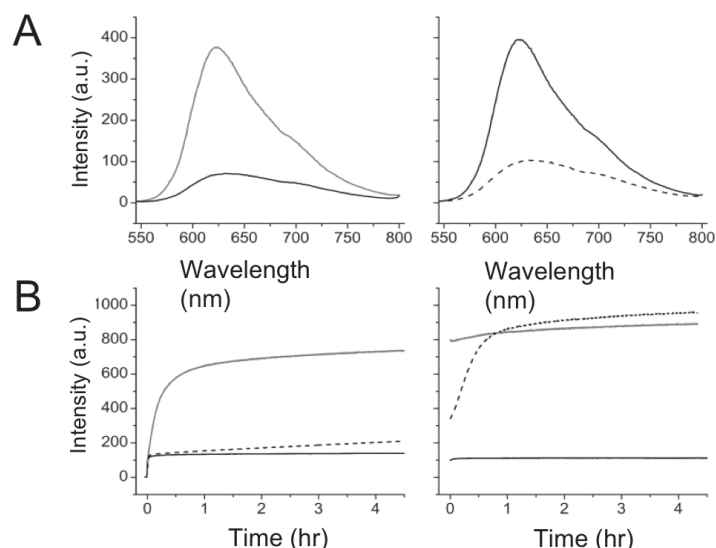 A
Intensity (a.u.)
400
300
200
100
0
550 600 650 700 750 800
550 600 650 700 750 800
Wavelength
(nm)
Wavelength
(nm)
B
Intensity (a.u.)
1000
800
600
400
200
0
0 1 2 3 4
0 1 2 3 4
Time (hr)
Time (hr)